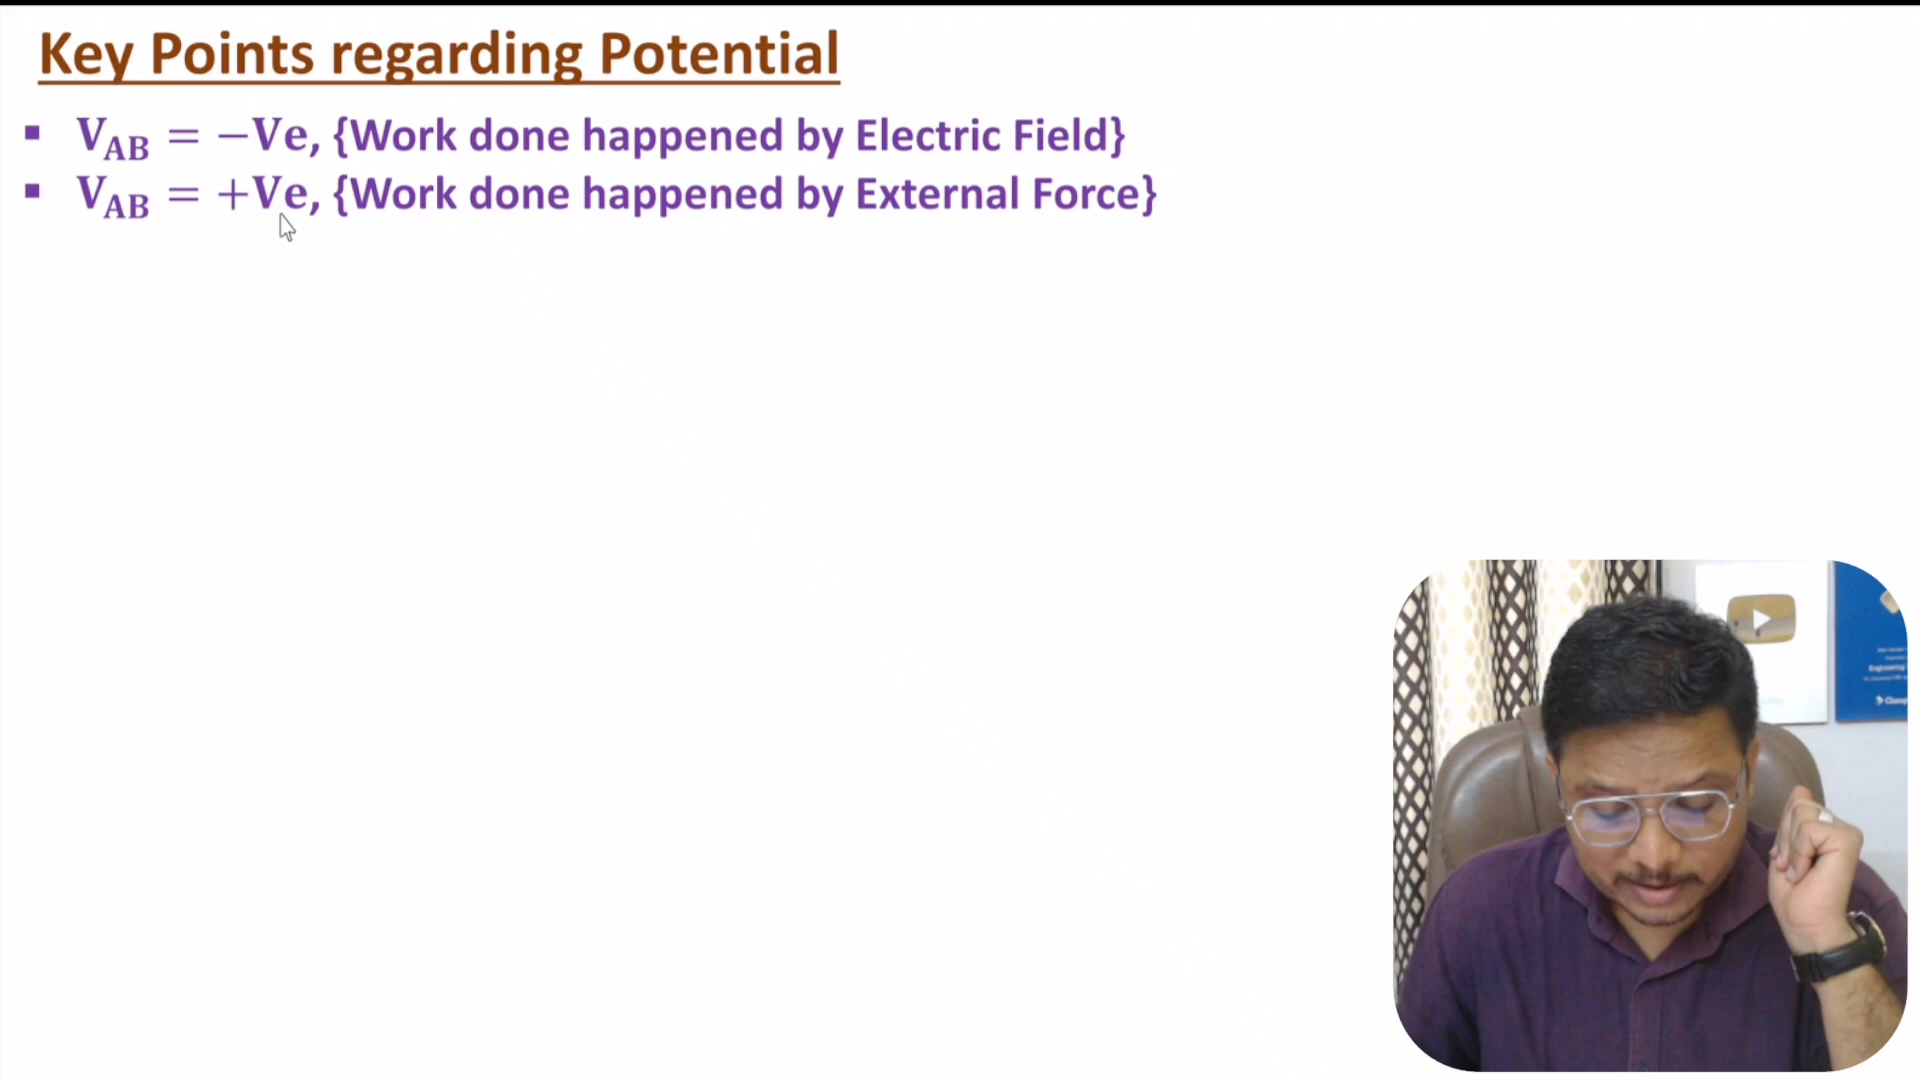 Key Points regarding Potential
▪ V_AB = −Ve, {Work done happened by Electric Field}
▪ V_AB = +Ve, {Work done happened by External Force}
Engineering